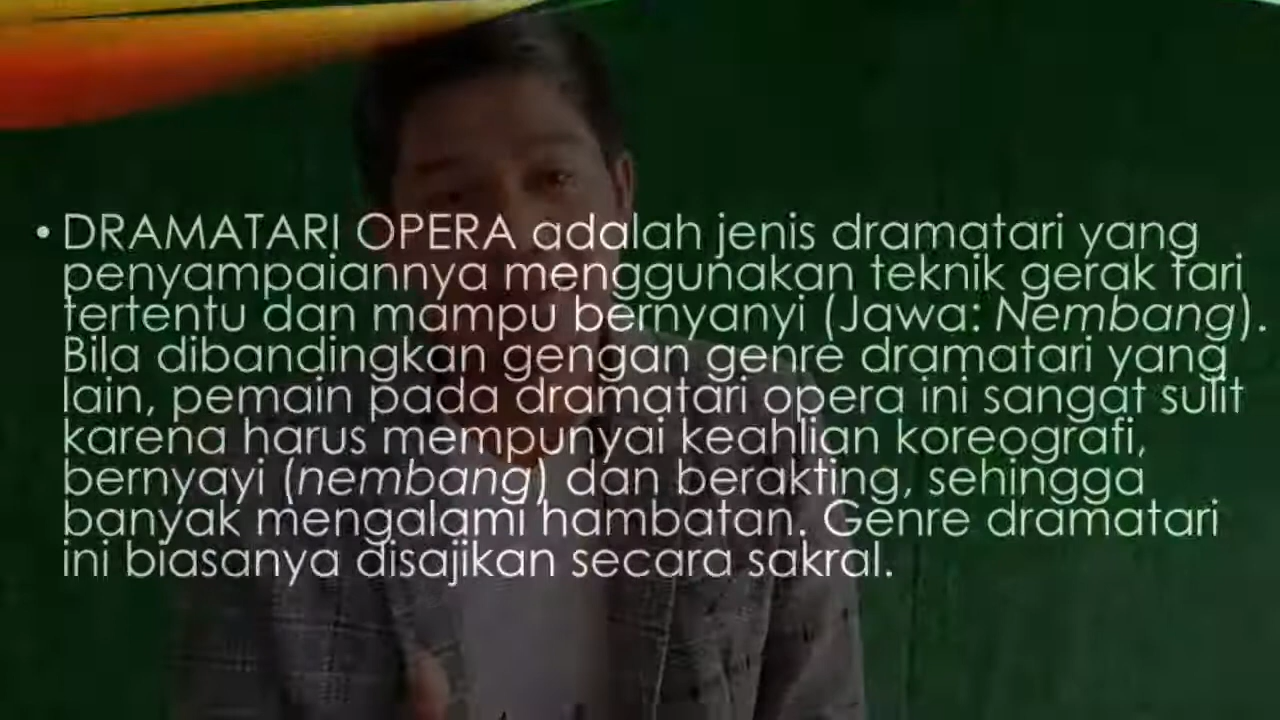 • DRAMATARI OPERA adalah jenis dramatari yang
penyampaiannya menggunakan teknik gerak tari
tertentu dan mampu bernyanyi (Jawa: Nembang).
Bila dibandingkan gengan genre dramatari yang
lain, pemain pada dramatari opera ini sangat sulit
karena harus mempunyai keahlian koreografi,
bernyayi (nembang) dan berakting, sehingga
banyak mengalami hambatan. Genre dramatari
ini biasanya disajikan secara sakral.